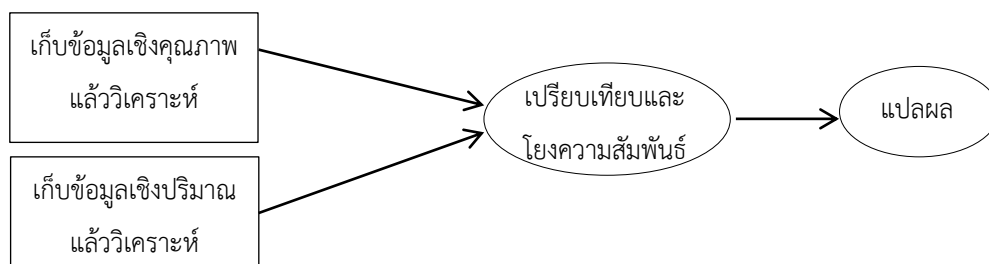 เก็บข้อมูลเชิงคุณภาพ
แล้ววิเคราะห์
เก็บข้อมูลเชิงปริมาณ
แล้ววิเคราะห์
เปรียบเทียบและ
โยงความสัมพันธ์
แปลผล